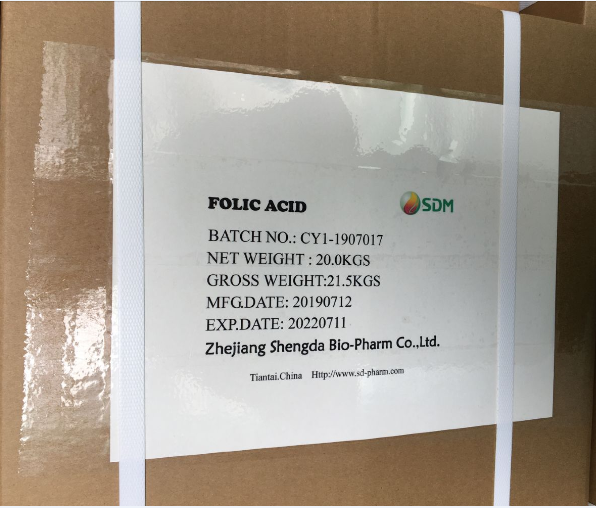 FOLIC ACID
SDM
BATCH NO.: CY1-1907017
NET WEIGHT : 20.0KGS
GROSS WEIGHT:21.5KGS
MFG.DATE: 20190712
EXP.DATE: 20220711
Zhejiang Shengda Bio-Pharm Co.,Ltd.
Tiantai.China Http://www.sd-pharm.com